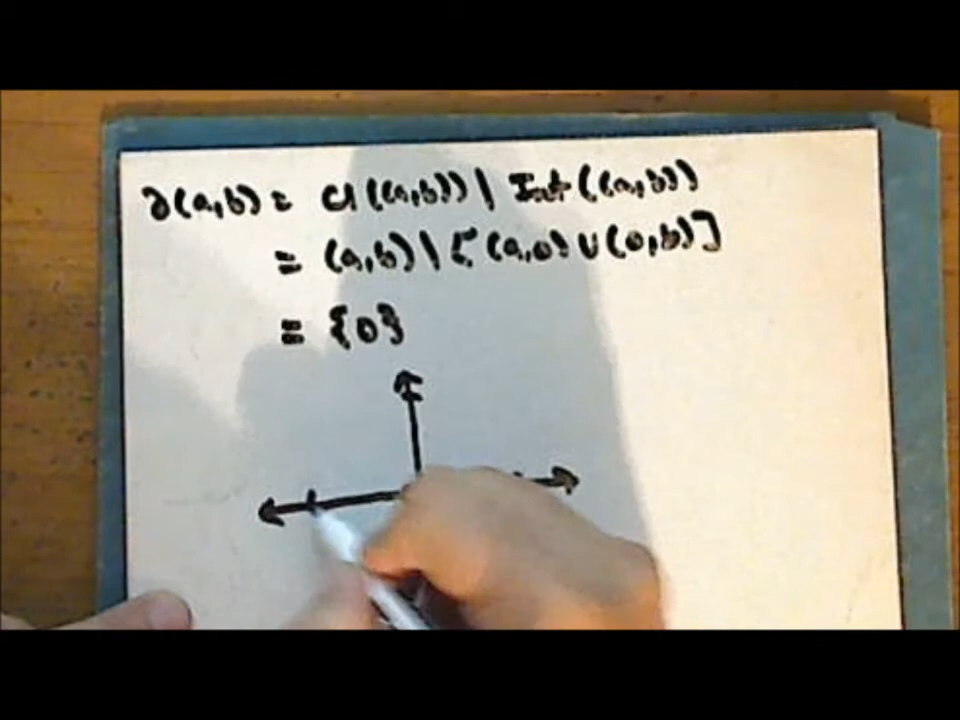 ∂(a,b) = Cl((a,b)) | Int((a,b))
= (a,b) | [(a,0) ∪ (0,b)]
= {0}